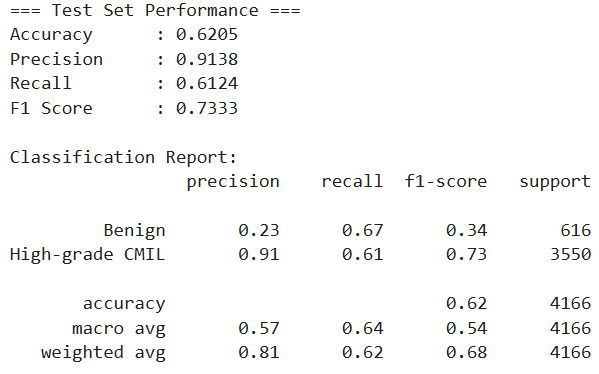 === Test Set Performance ===
Accuracy      : 0.6205
Precision     : 0.9138
Recall        : 0.6124
F1 Score      : 0.7333

Classification Report:
                 precision    recall  f1-score   support

         Benign       0.23      0.67      0.34       616
High-grade CMIL       0.91      0.61      0.73      3550

       accuracy                           0.62      4166
      macro avg       0.57      0.64      0.54      4166
   weighted avg       0.81      0.62      0.68      4166